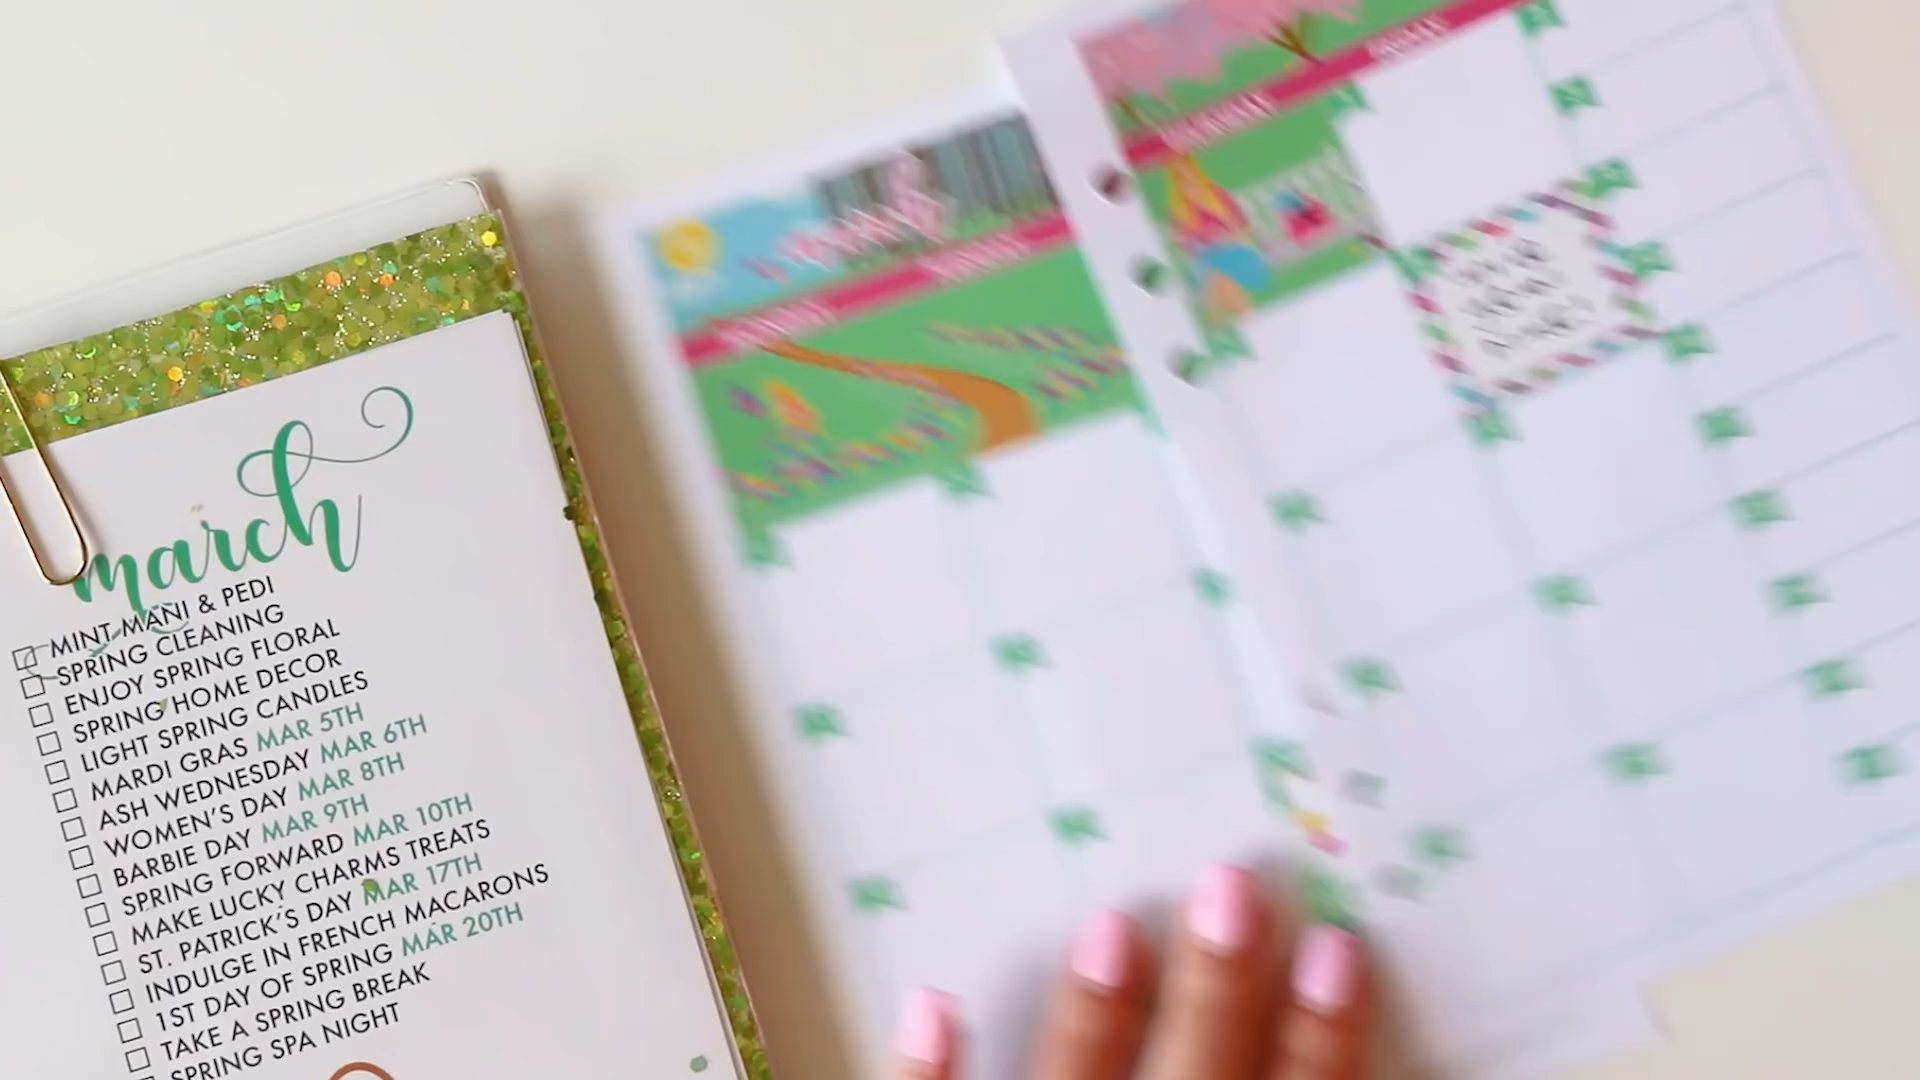 march
MINT MANI & PEDI
SPRING CLEANING
ENJOY SPRING FLORAL
SPRING HOME DECOR
LIGHT SPRING CANDLES
MARDI GRAS MAR 5TH
ASH WEDNESDAY MAR 6TH
WOMEN'S DAY MAR 8TH
BARBIE DAY MAR 9TH
SPRING FORWARD MAR 10TH
MAKE LUCKY CHARMS TREATS
ST. PATRICK'S DAY MAR 17TH
INDULGE IN FRENCH MACARONS
1ST DAY OF SPRING MAR 20TH
TAKE A SPRING BREAK
SPRING SPA NIGHT